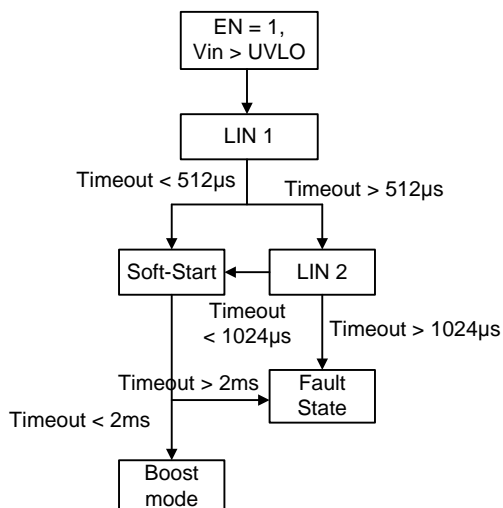 EN = 1,
Vin > UVLO
LIN 1
Timeout < 512µs
Timeout > 512µs
Soft-Start
LIN 2
Timeout
< 1024µs
Timeout > 1024µs
Timeout > 2ms
Fault
State
Timeout < 2ms
Boost
mode